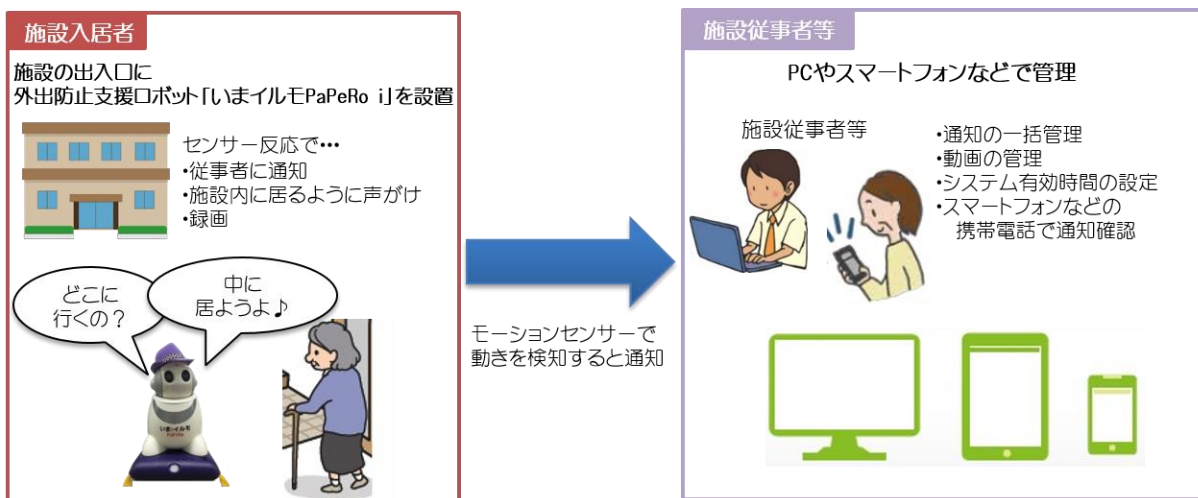 施設入居者
施設の出入口に
外出防止支援ロボット「いまイルモPaPeRo i」を設置
センサー反応で・・・
・従事者に通知
・施設内に居るように声がけ
・録画
どこに
行くの？
中に
居ようよ♪
いま・イルモ
PaPeRo
モーションセンサーで
動きを検知すると通知
施設従事者等
PCやスマートフォンなどで管理
施設従事者等
・通知の一括管理
・動画の管理
・システム有効時間の設定
・スマートフォンなどの
携帯電話で通知確認